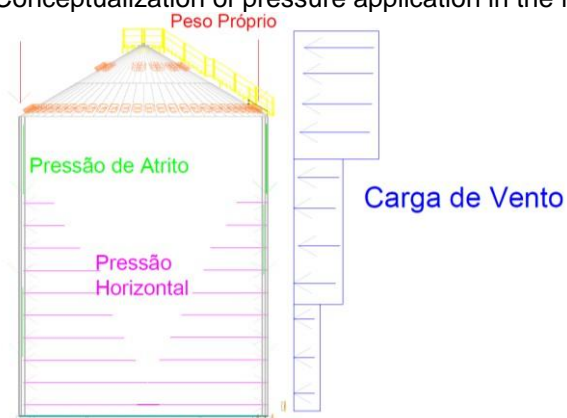 Conceptualization of pressure application in the
Peso Próprio
Pressão de Atrito
Carga de Vento
Pressão
Horizontal